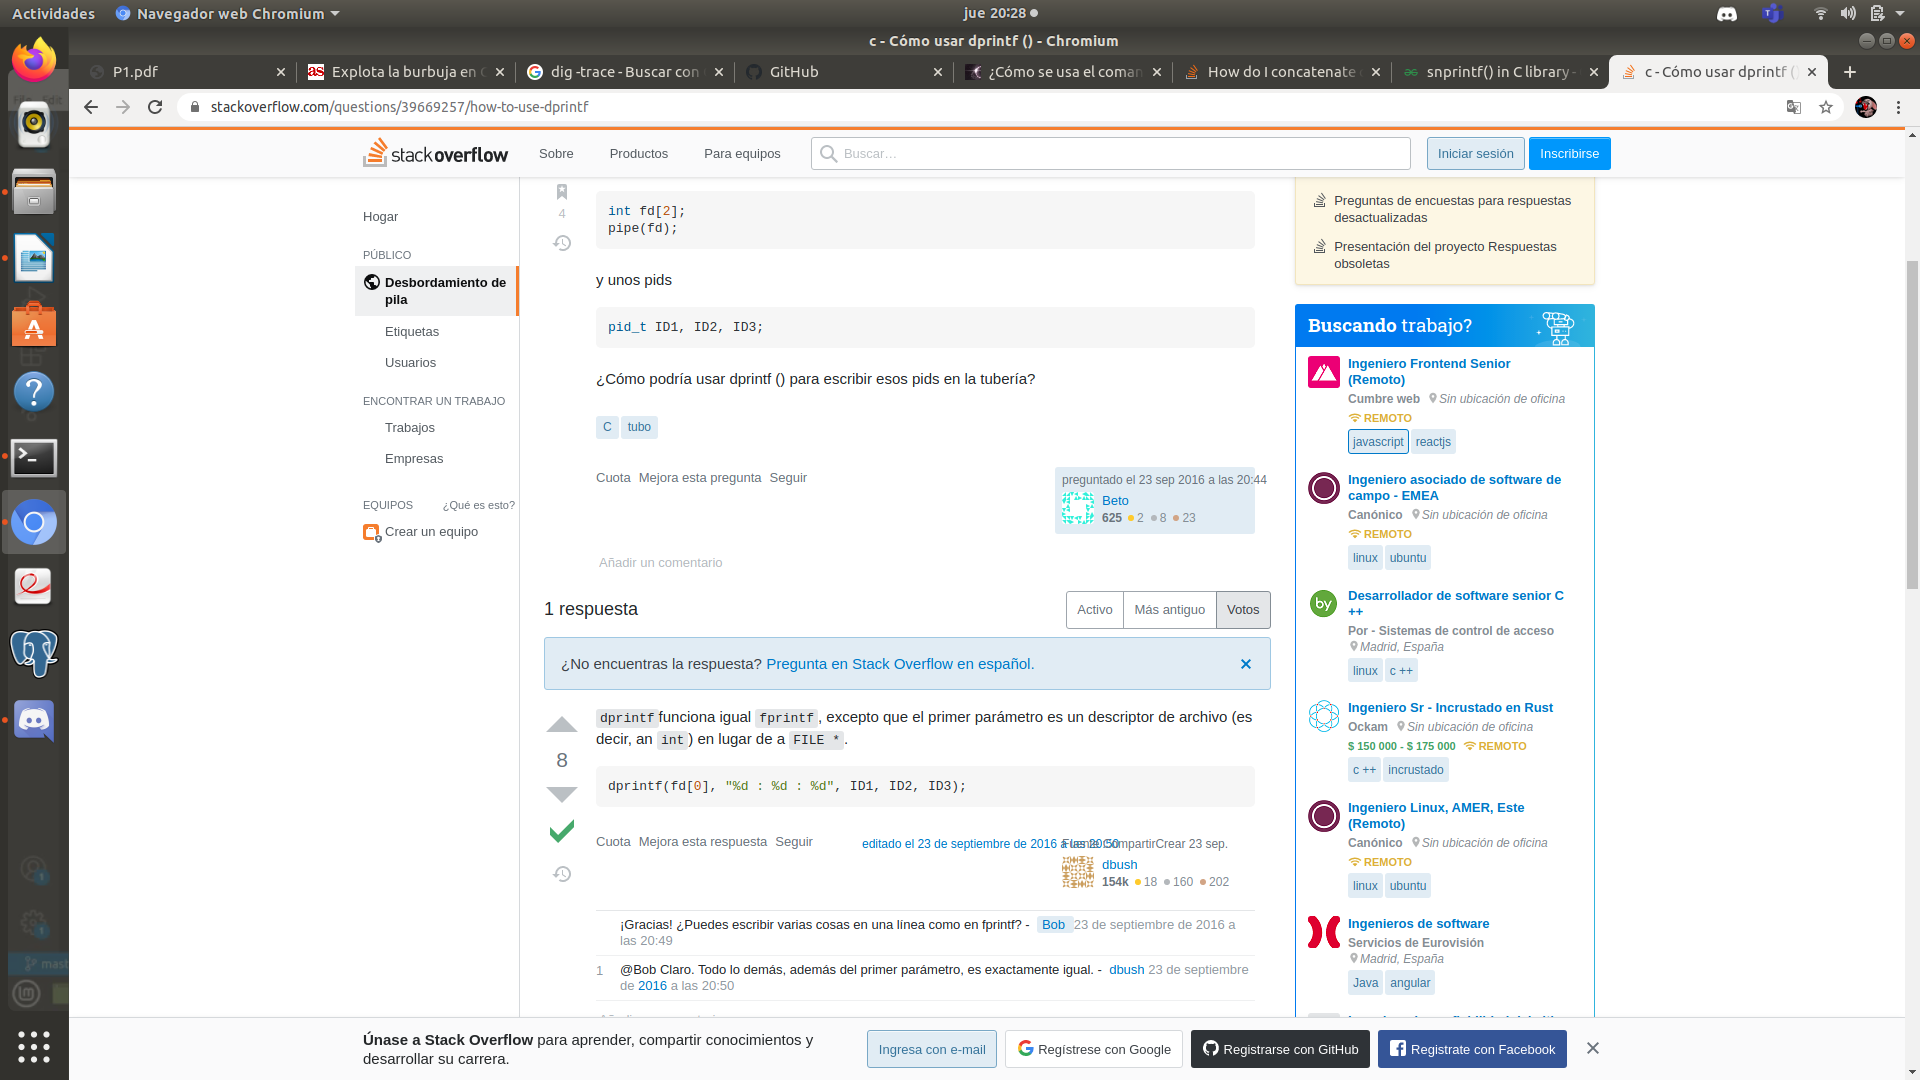 Actividades
Navegador web Chromium
jue 20:28
c - Cómo usar dprintf () - Chromium
P1.pdf
Explota la burbuja en
dig -trace - Buscar con
GitHub
¿Cómo se usa el coman
How do I concatenate
snprintf() in C library -
c - Cómo usar dprintf (
stackoverflow.com/questions/39669257/how-to-use-dprintf
stackoverflow
Sobre
Productos
Para equipos
Buscar...
Iniciar sesión
Inscribirse
Hogar
PÚBLICO
Desbordamiento de
pila
Etiquetas
Usuarios
ENCONTRAR UN TRABAJO
Trabajos
Empresas
EQUIPOS
¿Qué es esto?
Crear un equipo
4
int fd[2];
pipe(fd);
y unos pids
pid_t ID1, ID2, ID3;
¿Cómo podría usar dprintf () para escribir esos pids en la tubería?
C
tubo
Cuota Mejora esta pregunta Seguir
preguntado el 23 sep 2016 a las 20:44
Beto
625 2 8 23
Añadir un comentario
1 respuesta
Activo
Más antiguo
Votos
¿No encuentras la respuesta? Pregunta en Stack Overflow en español.
8
dprintf funciona igual fprintf , excepto que el primer parámetro es un descriptor de archivo (es
decir, an int ) en lugar de a FILE * .
dprintf(fd[0], "%d : %d : %d", ID1, ID2, ID3);
Cuota Mejora esta respuesta Seguir
editado el 23 de septiembre de 2016 a las 20:50
CompartirCrear 23 sep.
dbush
154k 18 160 202
¡Gracias! ¿Puedes escribir varias cosas en una línea como en fprintf? - Bob 23 de septiembre de 2016 a
las 20:49
1
@Bob Claro. Todo lo demás, además del primer parámetro, es exactamente igual. - dbush 23 de septiembre
de 2016 a las 20:50
Preguntas de encuestas para respuestas
desactualizadas
Presentación del proyecto Respuestas
obsoletas
Buscando trabajo?
Ingeniero Frontend Senior
(Remoto)
Cumbre web Sin ubicación de oficina
REMOTO
javascript reactjs
Ingeniero asociado de software de
campo - EMEA
Canónico Sin ubicación de oficina
REMOTO
linux ubuntu
by
Desarrollador de software senior C
++
Por - Sistemas de control de acceso
Madrid, España
linux c ++
Ingeniero Sr - Incrustado en Rust
Ockam Sin ubicación de oficina
$ 150 000 - $ 175 000 REMOTO
c ++ incrustado
Ingeniero Linux, AMER, Este
(Remoto)
Canónico Sin ubicación de oficina
REMOTO
linux ubuntu
Ingenieros de software
Servicios de Eurovisión
Madrid, España
Java angular
Únase a Stack Overflow para aprender, compartir conocimientos y
desarrollar su carrera.
Ingresa con e-mail
Regístrese con Google
Registrarse con GitHub
Registrate con Facebook